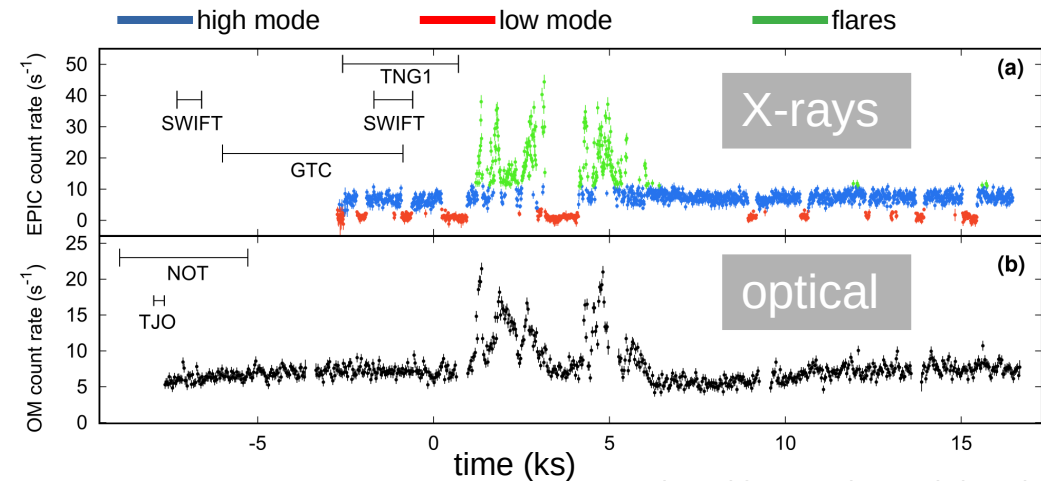 high mode low mode flares
EPIC count rate (s⁻¹)
50
40
30
20
10
0
TNG1
SWIFT
SWIFT
GTC
(a)
X-rays
OM count rate (s⁻¹)
25
20
15
10
5
0
NOT
TJO
(b)
optical
-5 0 5 10 15
time (ks)